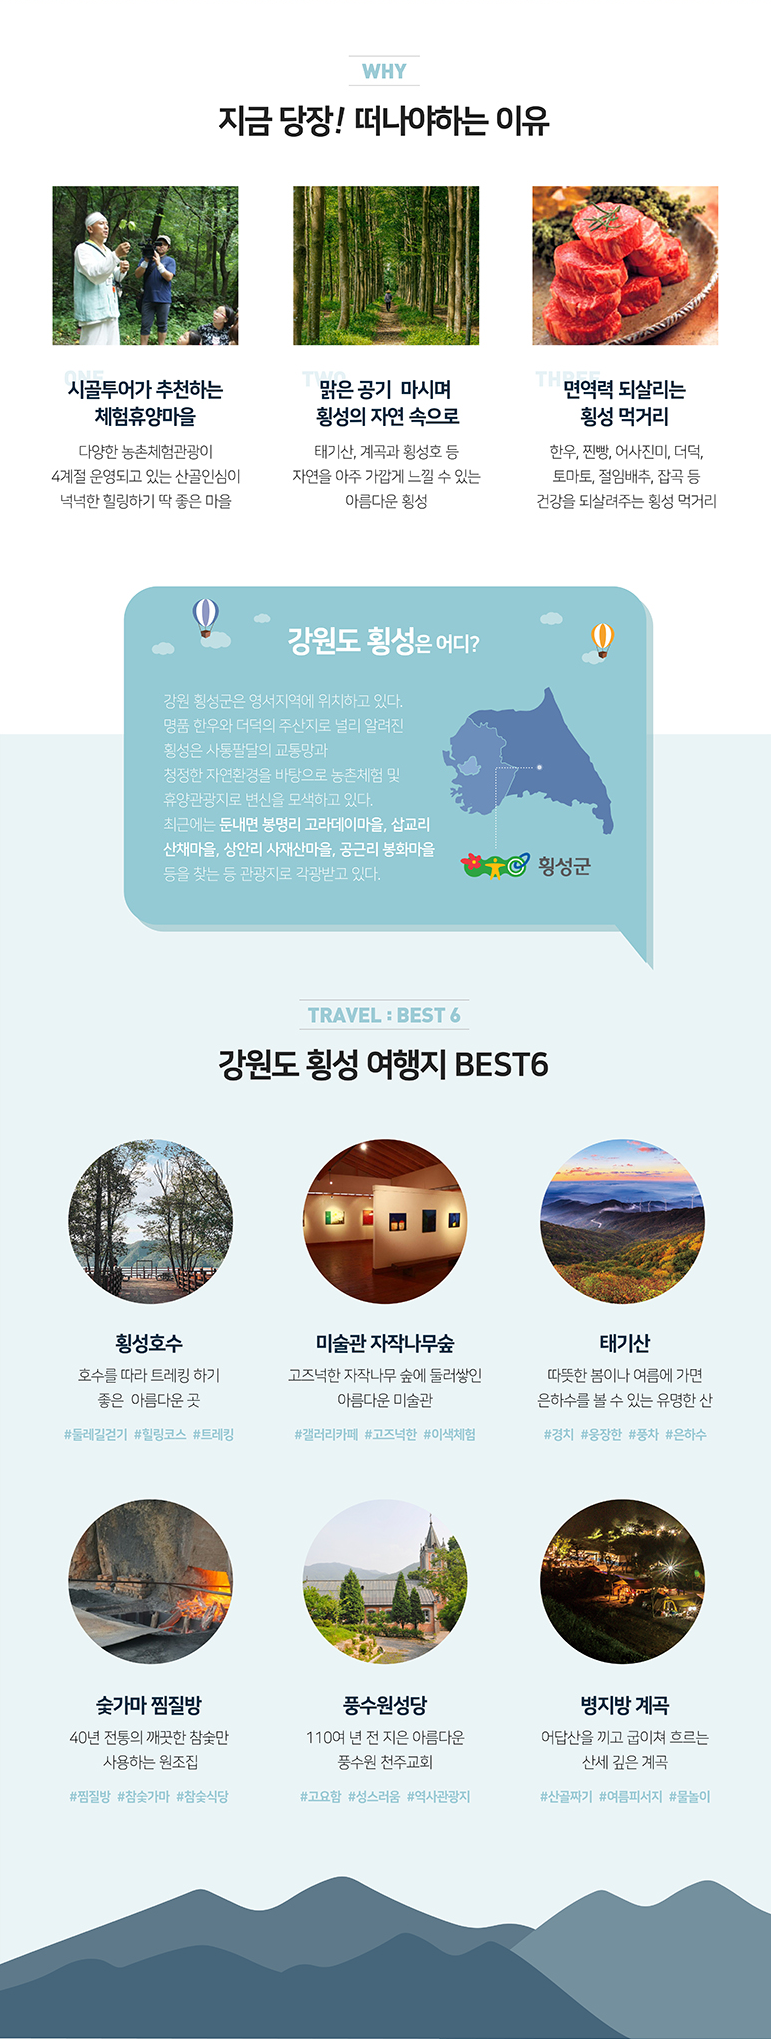 WHY
지금 당장! 떠나야하는 이유
ONE
시골투어가 추천하는
체험휴양마을
다양한 농촌체험관광이
4계절 운영되고 있는 산골인심이
넉넉한 힐링하기 딱 좋은 마을
TWO
맑은 공기 마시며
횡성의 자연 속으로
태기산, 계곡과 횡성호 등
자연을 아주 가깝게 느낄 수 있는
아름다운 횡성
THREE
면역력 되살리는
횡성 먹거리
한우, 찐빵, 어사진미, 더덕,
토마토, 절임배추, 잡곡 등
건강을 되살려주는 횡성 먹거리
강원도 횡성은 어디?
강원 횡성군은 영서지역에 위치하고 있다.
명품 한우와 더덕의 주산지로 널리 알려진
횡성은 사통팔달의 교통망과
청정한 자연환경을 바탕으로 농촌체험 및
휴양관광지로 변신을 모색하고 있다.
최근에는 둔내면 봉명리 고라데이마을, 삽교리
산채마을, 상안리 사재산마을, 공근리 봉화마을
등을 찾는 등 관광지로 각광받고 있다.
횡성군
TRAVEL : BEST 6
강원도 횡성 여행지 BEST6
횡성호수
호수를 따라 트레킹 하기
좋은 아름다운 곳
#둘레길걷기 #힐링코스 #트레킹
미술관 자작나무숲
고즈넉한 자작나무 숲에 둘러쌓인
아름다운 미술관
#갤러리카페 #고즈넉한 #이색체험
태기산
따뜻한 봄이나 여름에 가면
은하수를 볼 수 있는 유명한 산
#경치 #웅장한 #풍차 #은하수
숯가마 찜질방
40년 전통의 깨끗한 참숯만
사용하는 원조집
#찜질방 #참숯가마 #참숯식당
풍수원성당
110여 년 전 지은 아름다운
풍수원 천주교회
#고요함 #성스러움 #역사관광지
병지방 계곡
어답산을 끼고 굽이쳐 흐르는
산세 깊은 계곡
#산골짜기 #여름피서지 #물놀이